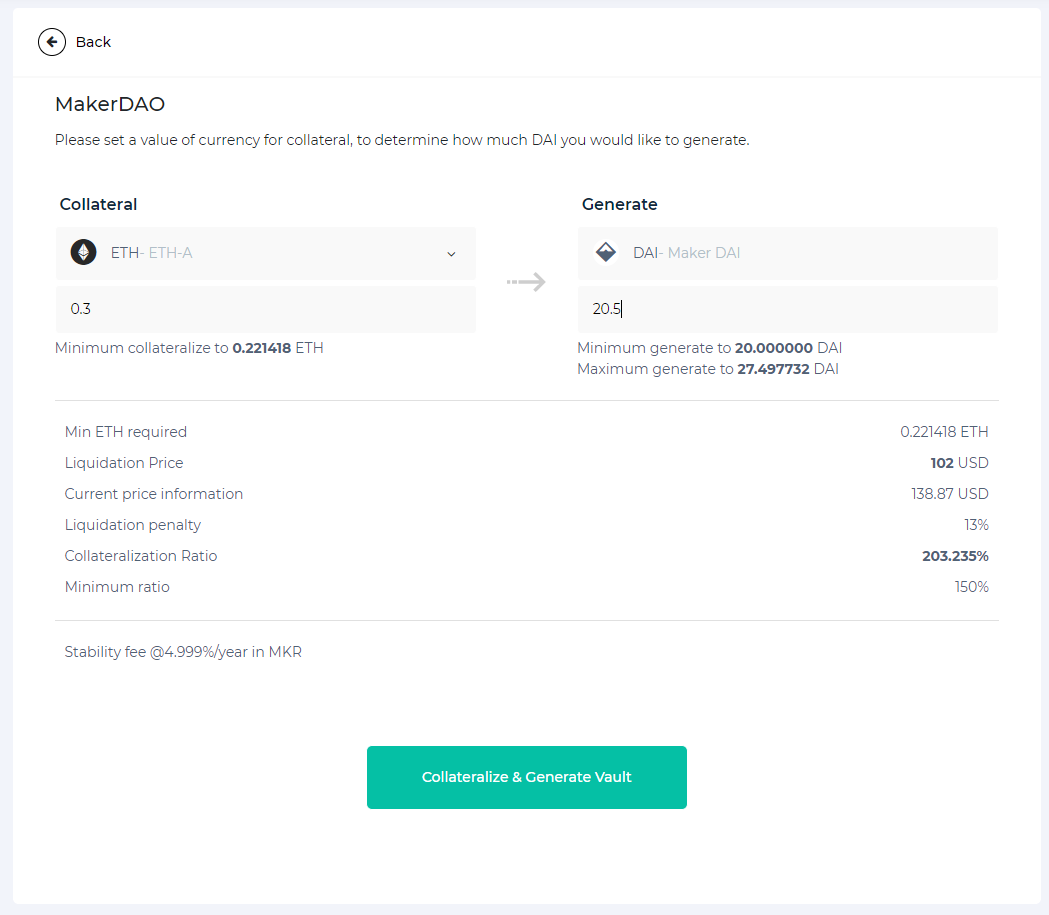 Back
MakerDAO
Please set a value of currency for collateral, to determine how much DAI you would like to generate.
Collateral
Generate
ETH- ETH-A
DAI- Maker DAI
0.3
20.5
Minimum collateralize to 0.221418 ETH
Minimum generate to 20.000000 DAI
Maximum generate to 27.497732 DAI
Min ETH required 0.221418 ETH
Liquidation Price 102 USD
Current price information 138.87 USD
Liquidation penalty 13%
Collateralization Ratio 203.235%
Minimum ratio 150%
Stability fee @4.999%/year in MKR
Collateralize & Generate Vault